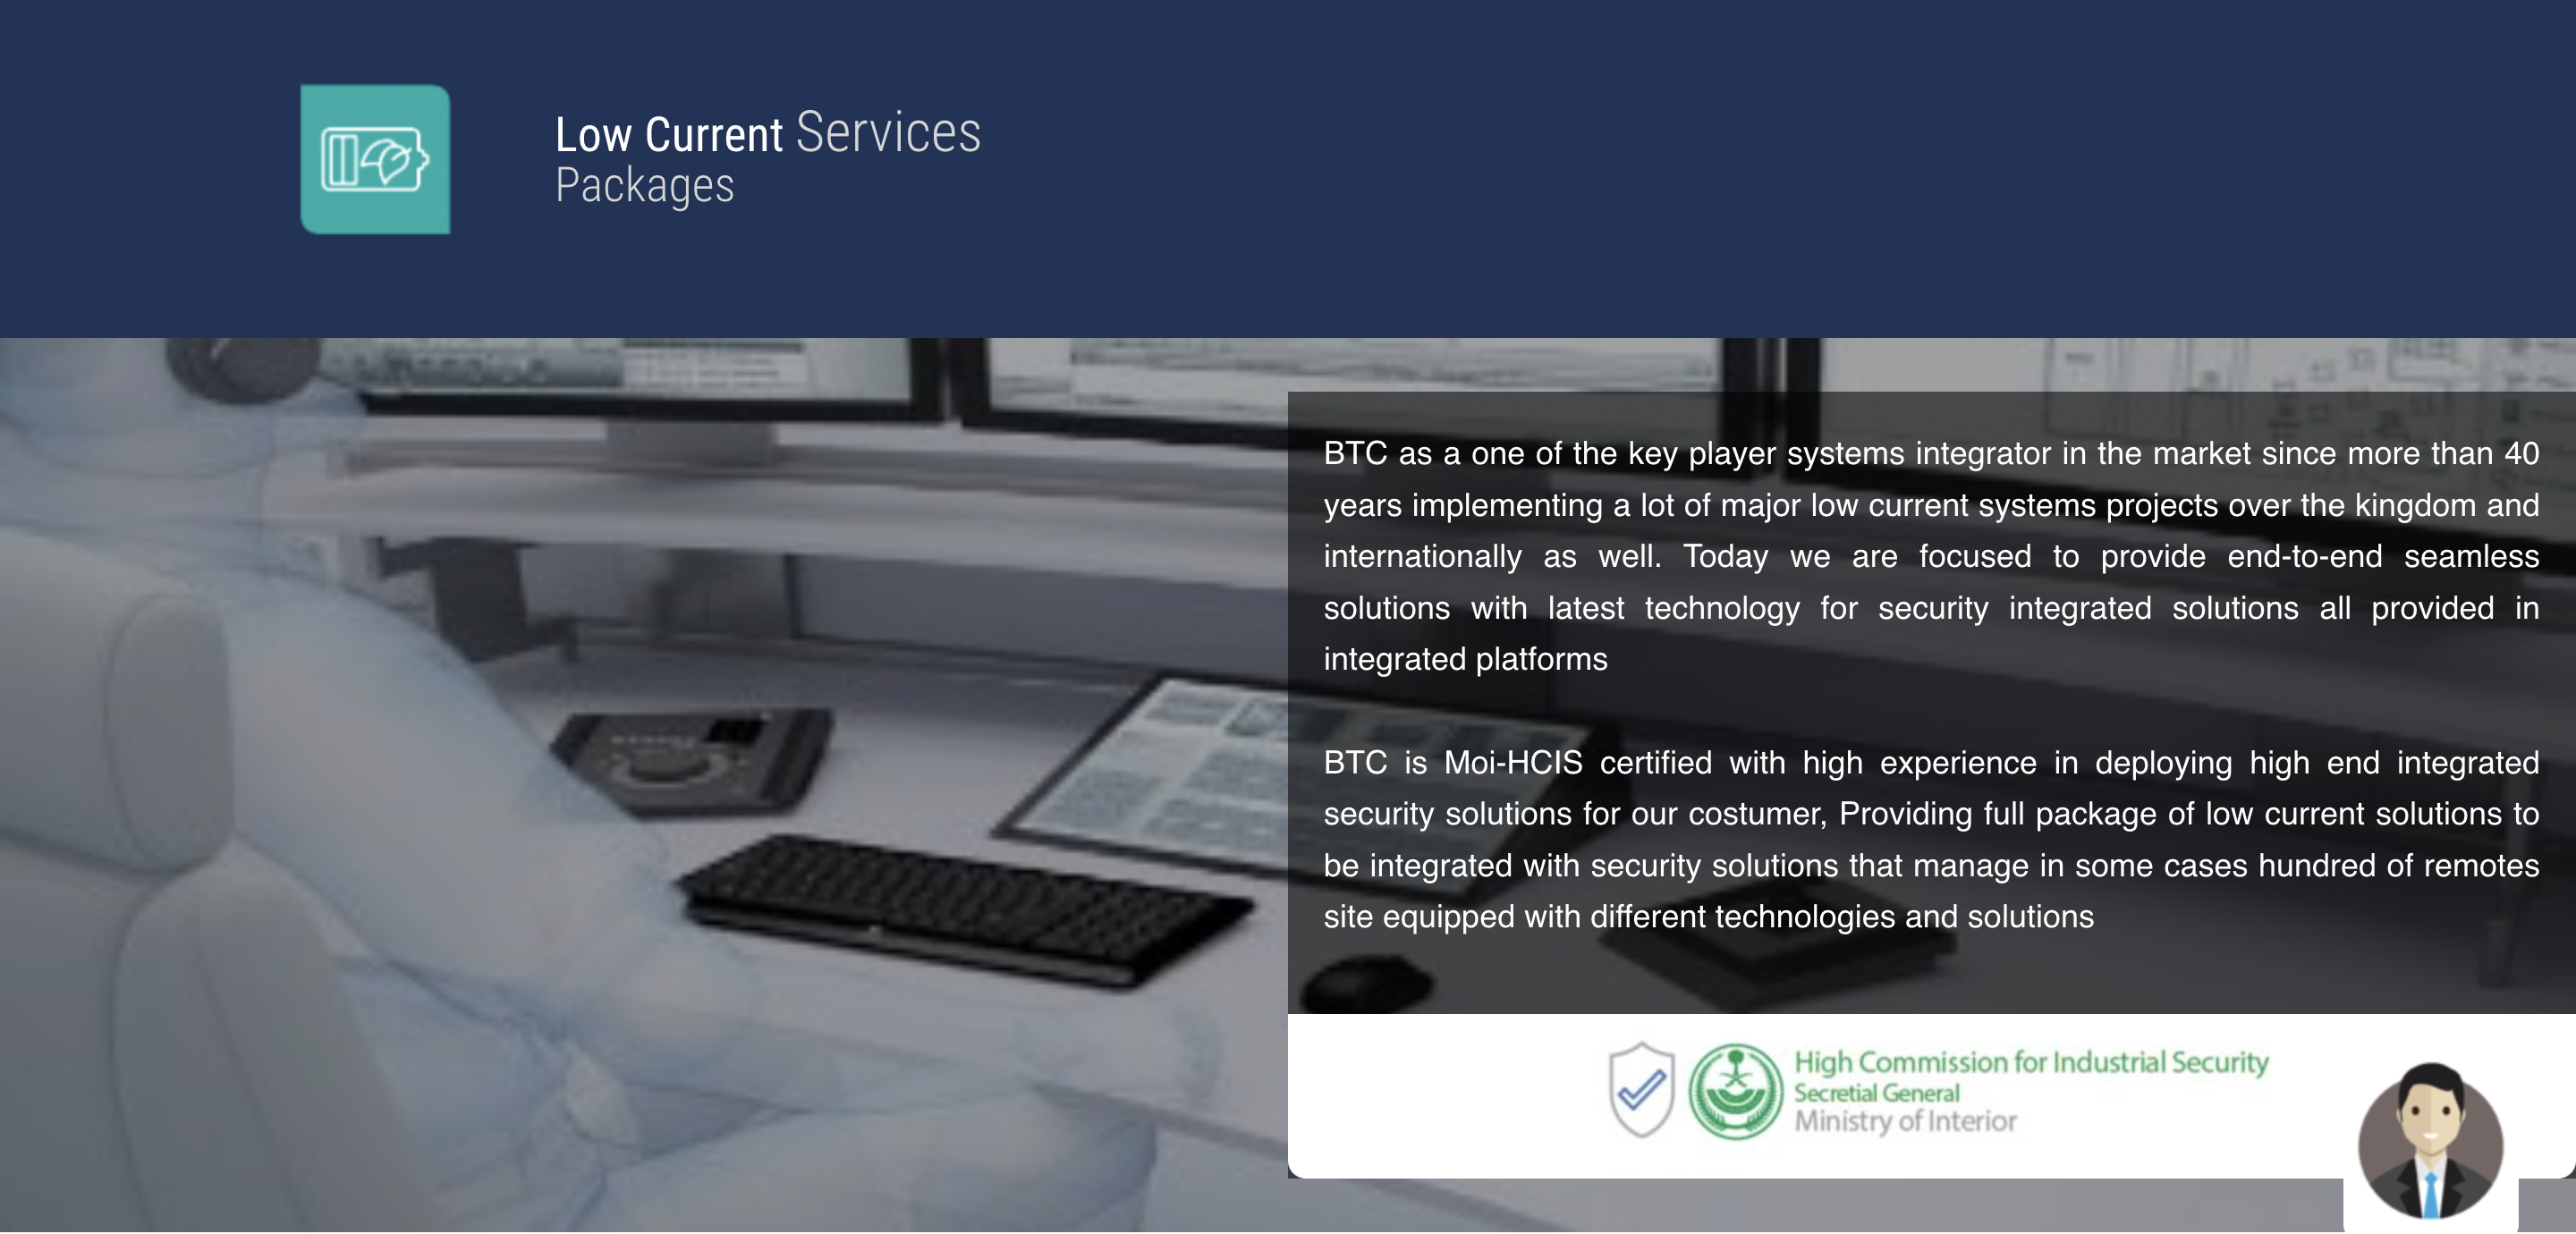 Low Current Services
Packages
BTC as a one of the key player systems integrator in the market since more than 40
years implementing a lot of major low current systems projects over the kingdom and
internationally as well. Today we are focused to provide end-to-end seamless
solutions with latest technology for security integrated solutions all provided in
integrated platforms
BTC is Moi-HCIS certified with high experience in deploying high end integrated
security solutions for our costumer, Providing full package of low current solutions to
be integrated with security solutions that manage in some cases hundred of remotes
site equipped with different technologies and solutions
High Commission for Industrial Security
Secretial General
Ministry of Interior